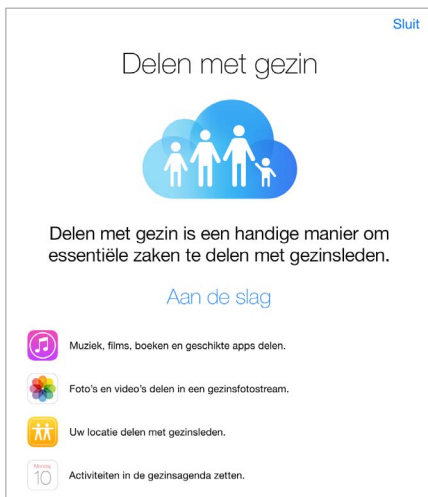 Sluit
Delen met gezin
Delen met gezin is een handige manier om
essentiële zaken te delen met gezinsleden.
Aan de slag
Muziek, films, boeken en geschikte apps delen.
Foto's en video's delen in een gezinsfotostream.
Uw locatie delen met gezinsleden.
Monday
10
Activiteiten in de gezinsagenda zetten.